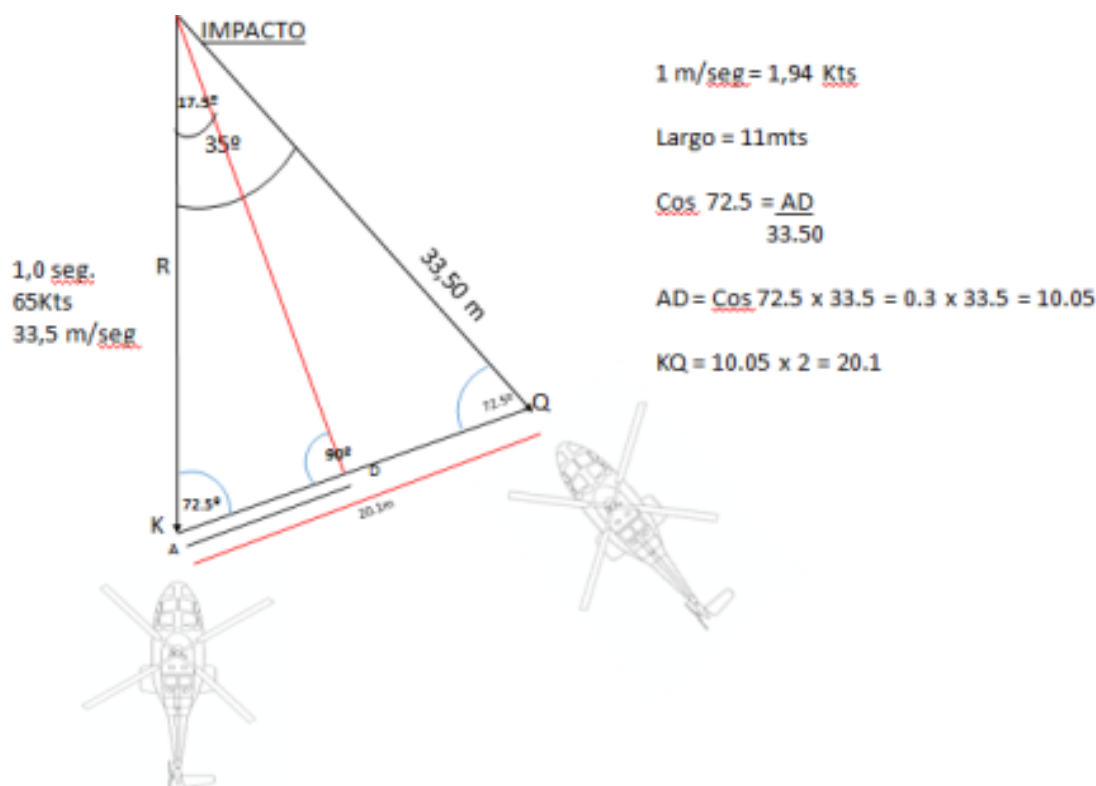 IMPACTO
17.5º
35º
R
33,50 m
1,0 seg.
65Kts
33,5 m/seg
72.5º
Q
90º
D
72.5º
K
A
20.1m
1 m/seg = 1,94 Kts
Largo = 11mts
Cos 72.5 = AD
33.50
AD = Cos 72.5 x 33.5 = 0.3 x 33.5 = 10.05
KQ = 10.05 x 2 = 20.1